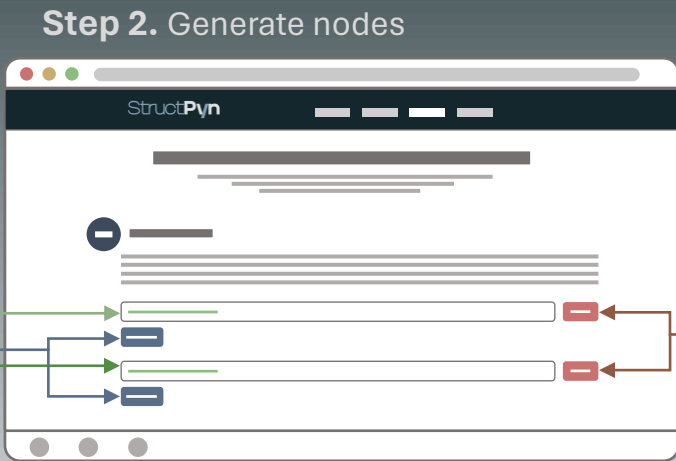 Step 2. Generate nodes
StructPyn